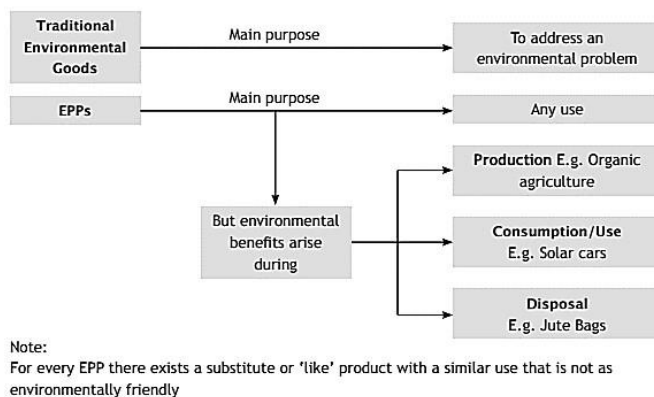 Traditional
Environmental
Goods
Main purpose
To address an
environmental problem
EPPs
Main purpose
Any use
But environmental
benefits arise
during
Production E.g. Organic
agriculture
Consumption/Use
E.g. Solar cars
Disposal
E.g. Jute Bags
Note:
For every EPP there exists a substitute or 'like' product with a similar use that is not as
environmentally friendly